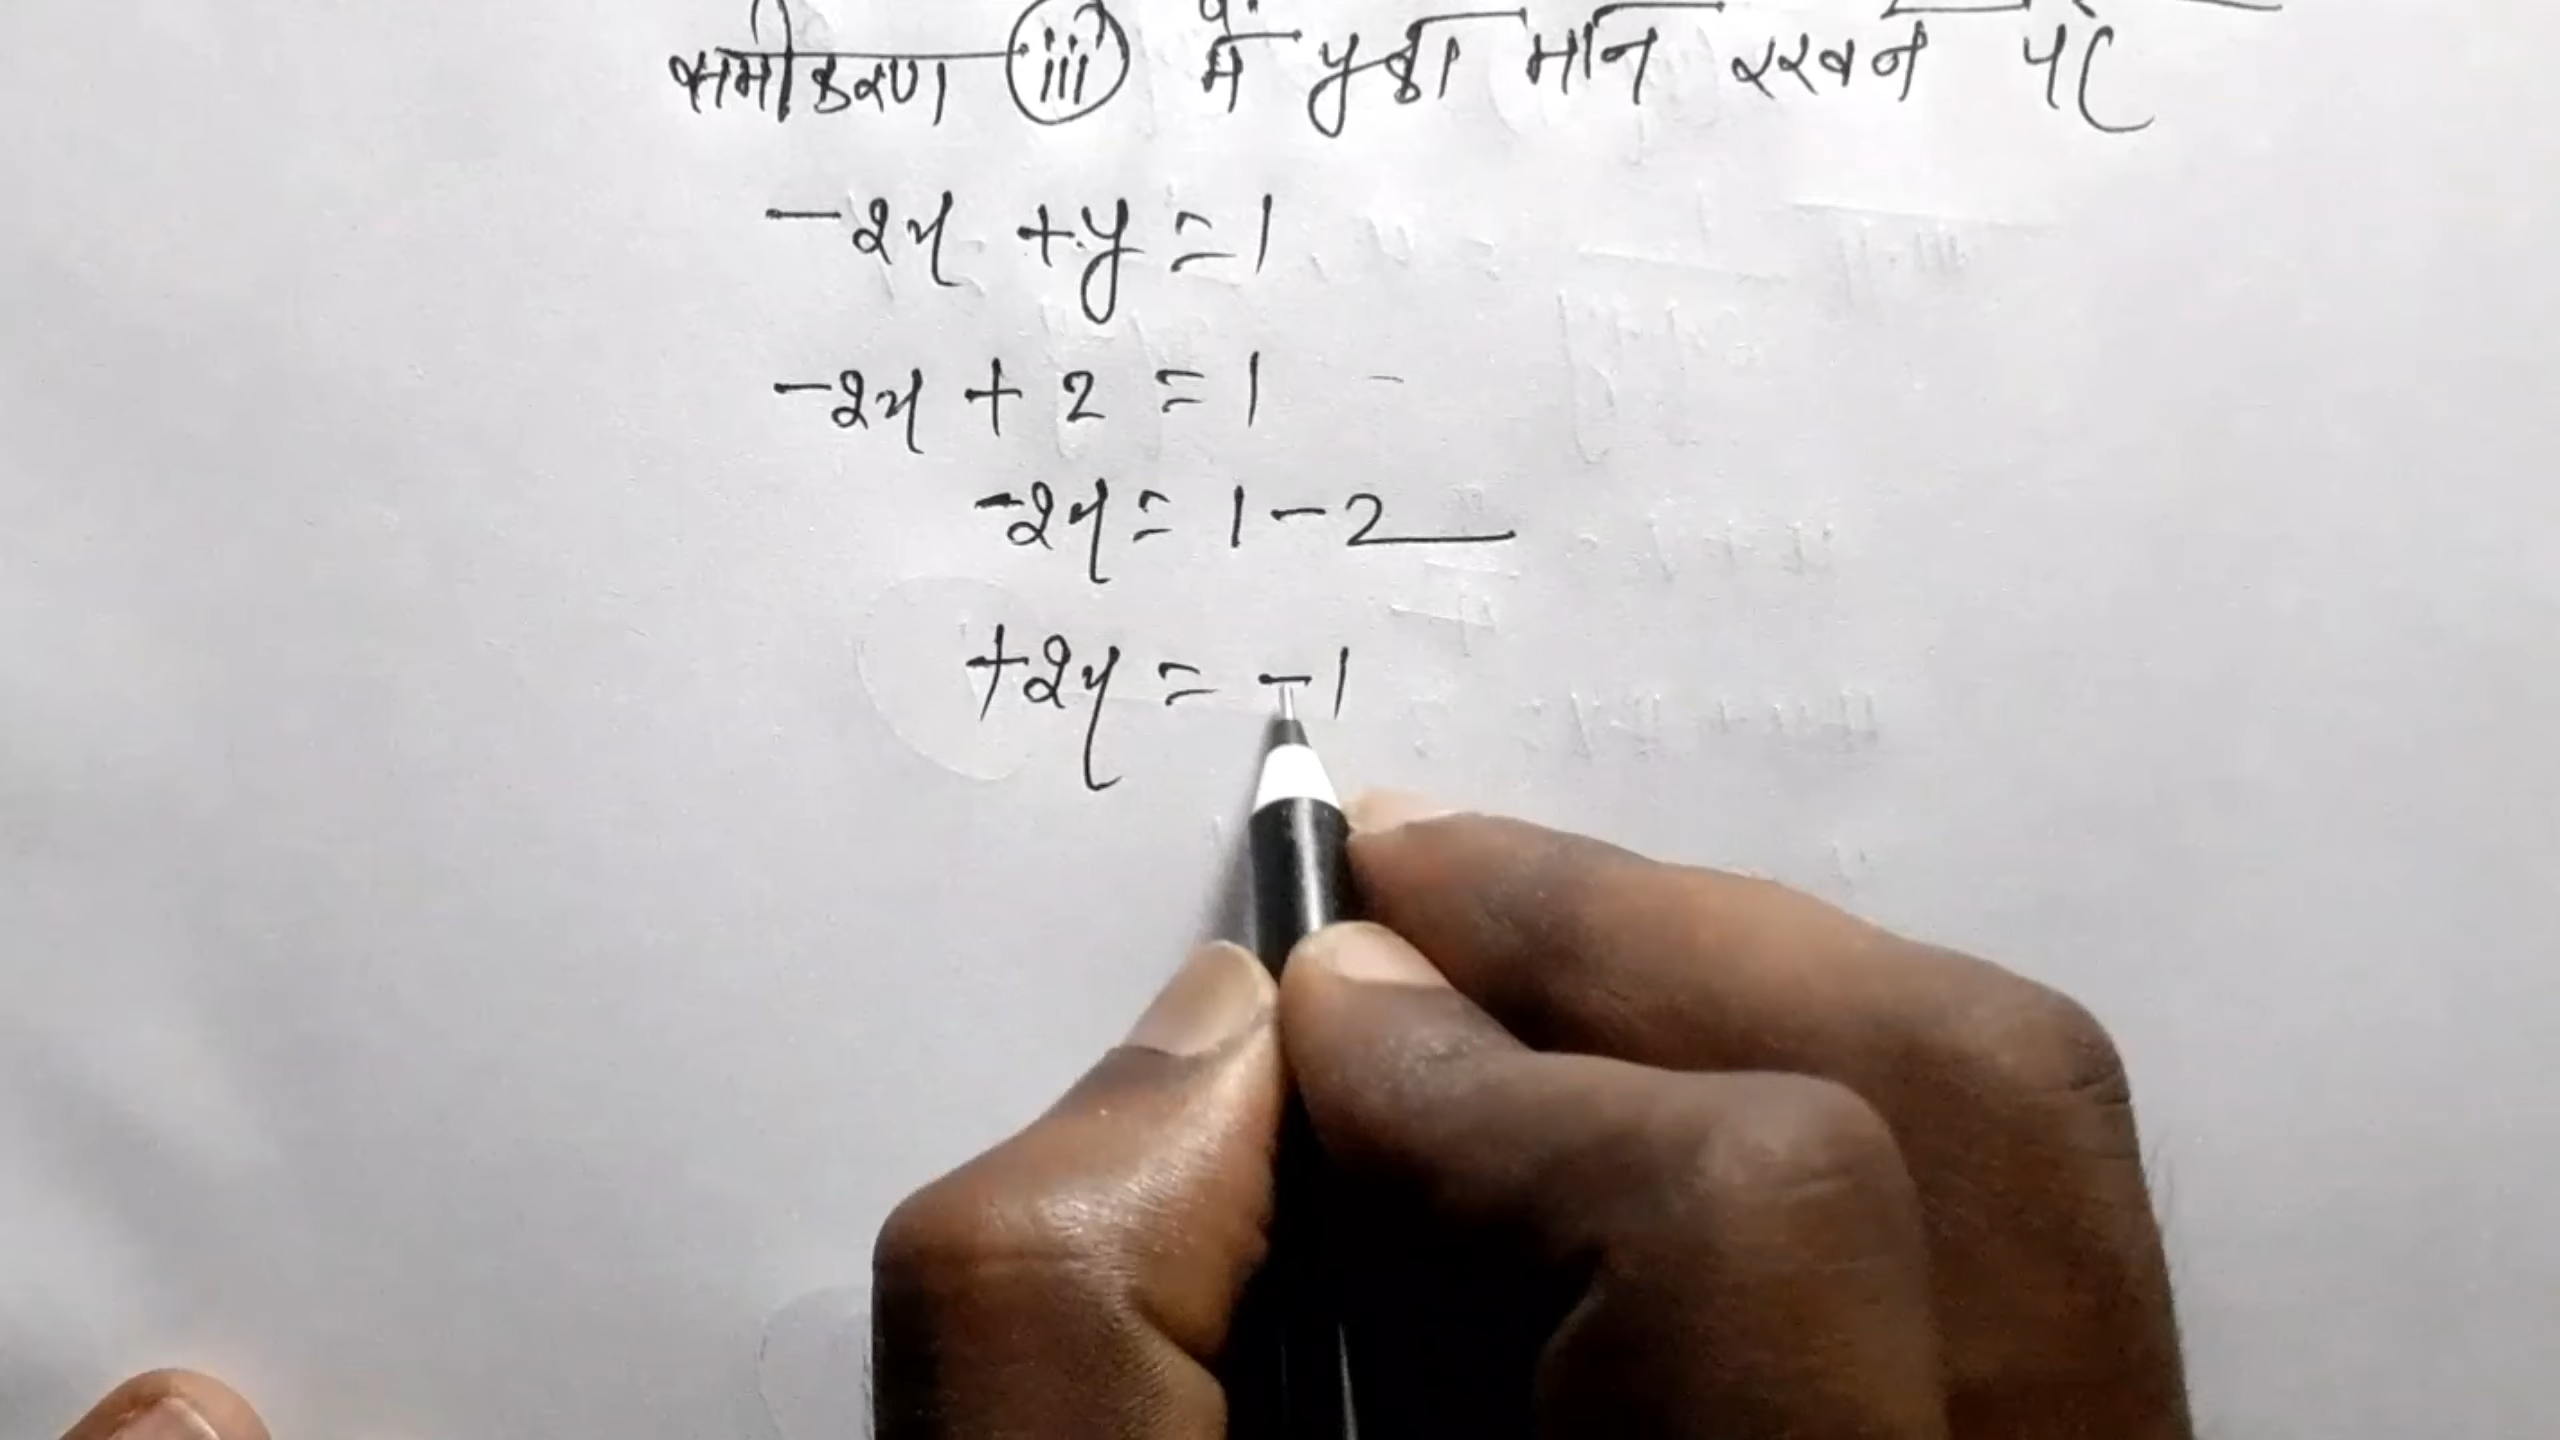 समीकरण (iii) में y का मान रखने पर
-2x + y = 1
-2x + 2 = 1
-2x = 1 - 2
+2x = -1